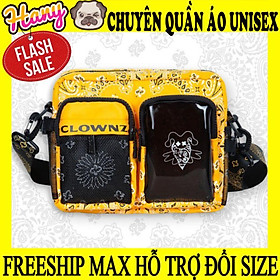 Hany
CHUYÊN QUẦN ÁO UNISEX
FLASH
SALE
CLOWNZ
FREESHIP MAX HỖ TRỢ ĐỔI SIZE